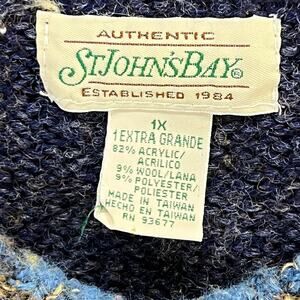 AUTHENTIC
ST.JOHN'S BAY®
ESTABLISHED 1984
1X
1 EXTRA GRANDE
82% ACRYLIC/
ACRILICO
9% WOOL/LANA
9% POLYESTER/
POLIESTER
MADE IN TAIWAN
HECHO EN TAIWAN
RN 93677